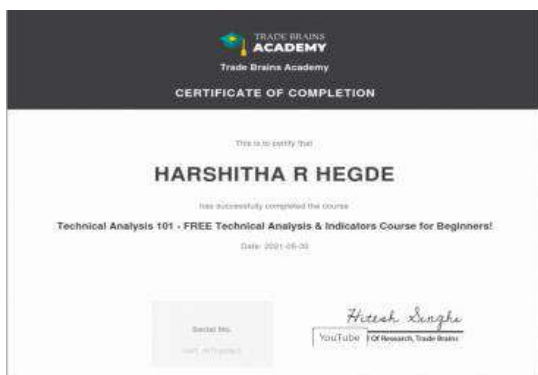 TRADE BRAINS
ACADEMY
Trade Brains Academy
CERTIFICATE OF COMPLETION
This is to certify that
HARSHITHA R HEGDE
has successfully completed the course
Technical Analysis 101 - FREE Technical Analysis & Indicators Course for Beginners!
Date: 2021-05-30
Serial No.
Hitesh Singhi
YouTube
Of Research, Trade Brains